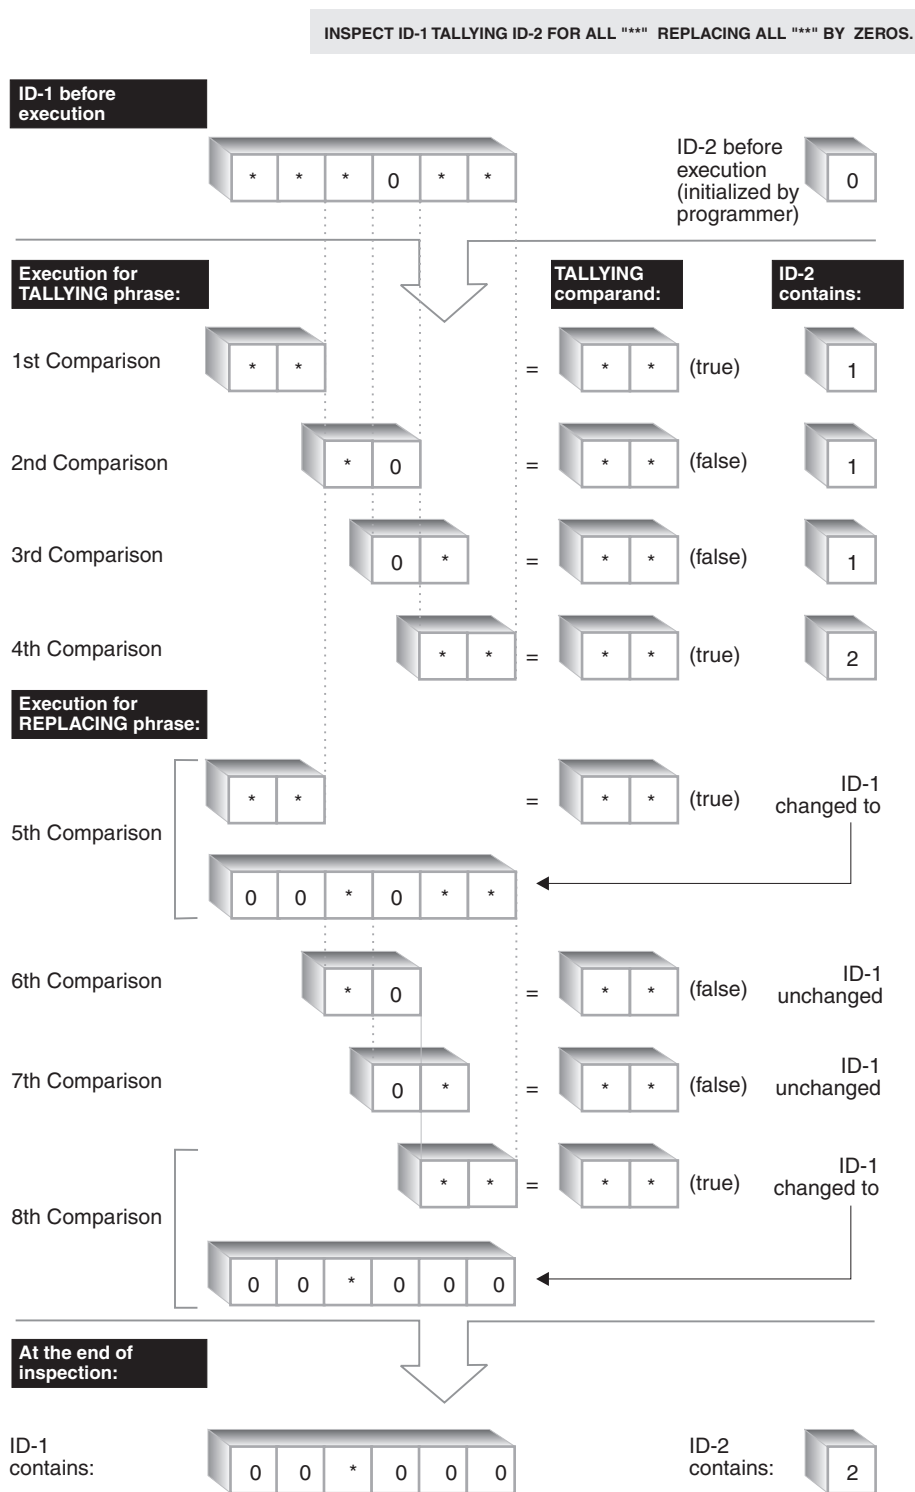 INSPECT ID-1 TALLYING ID-2 FOR ALL "**" REPLACING ALL "**" BY ZEROS.
ID-1 before
execution
* * * 0 * *
ID-2 before
execution
(initialized by
programmer)
0
Execution for
TALLYING phrase:
TALLYING
comparand:
ID-2
contains:
1st Comparison * * = * * (true) 1
2nd Comparison * 0 = * * (false) 1
3rd Comparison 0 * = * * (false) 1
4th Comparison * * = * * (true) 2
Execution for
REPLACING phrase:
5th Comparison
* * = * * (true)
ID-1
changed to
0 0 * 0 * *
6th Comparison * 0 = * * (false)
ID-1
unchanged
7th Comparison 0 * = * * (false)
ID-1
unchanged
8th Comparison
* * = * * (true)
ID-1
changed to
0 0 * 0 0 0
At the end of
inspection:
ID-1
contains:
0 0 * 0 0 0
ID-2
contains:
2